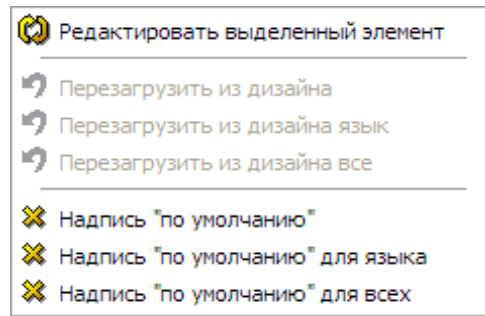 Редактировать выделенный элемент
Перезагрузить из дизайна
Перезагрузить из дизайна язык
Перезагрузить из дизайна все
Надпись "по умолчанию"
Надпись "по умолчанию" для языка
Надпись "по умолчанию" для всех